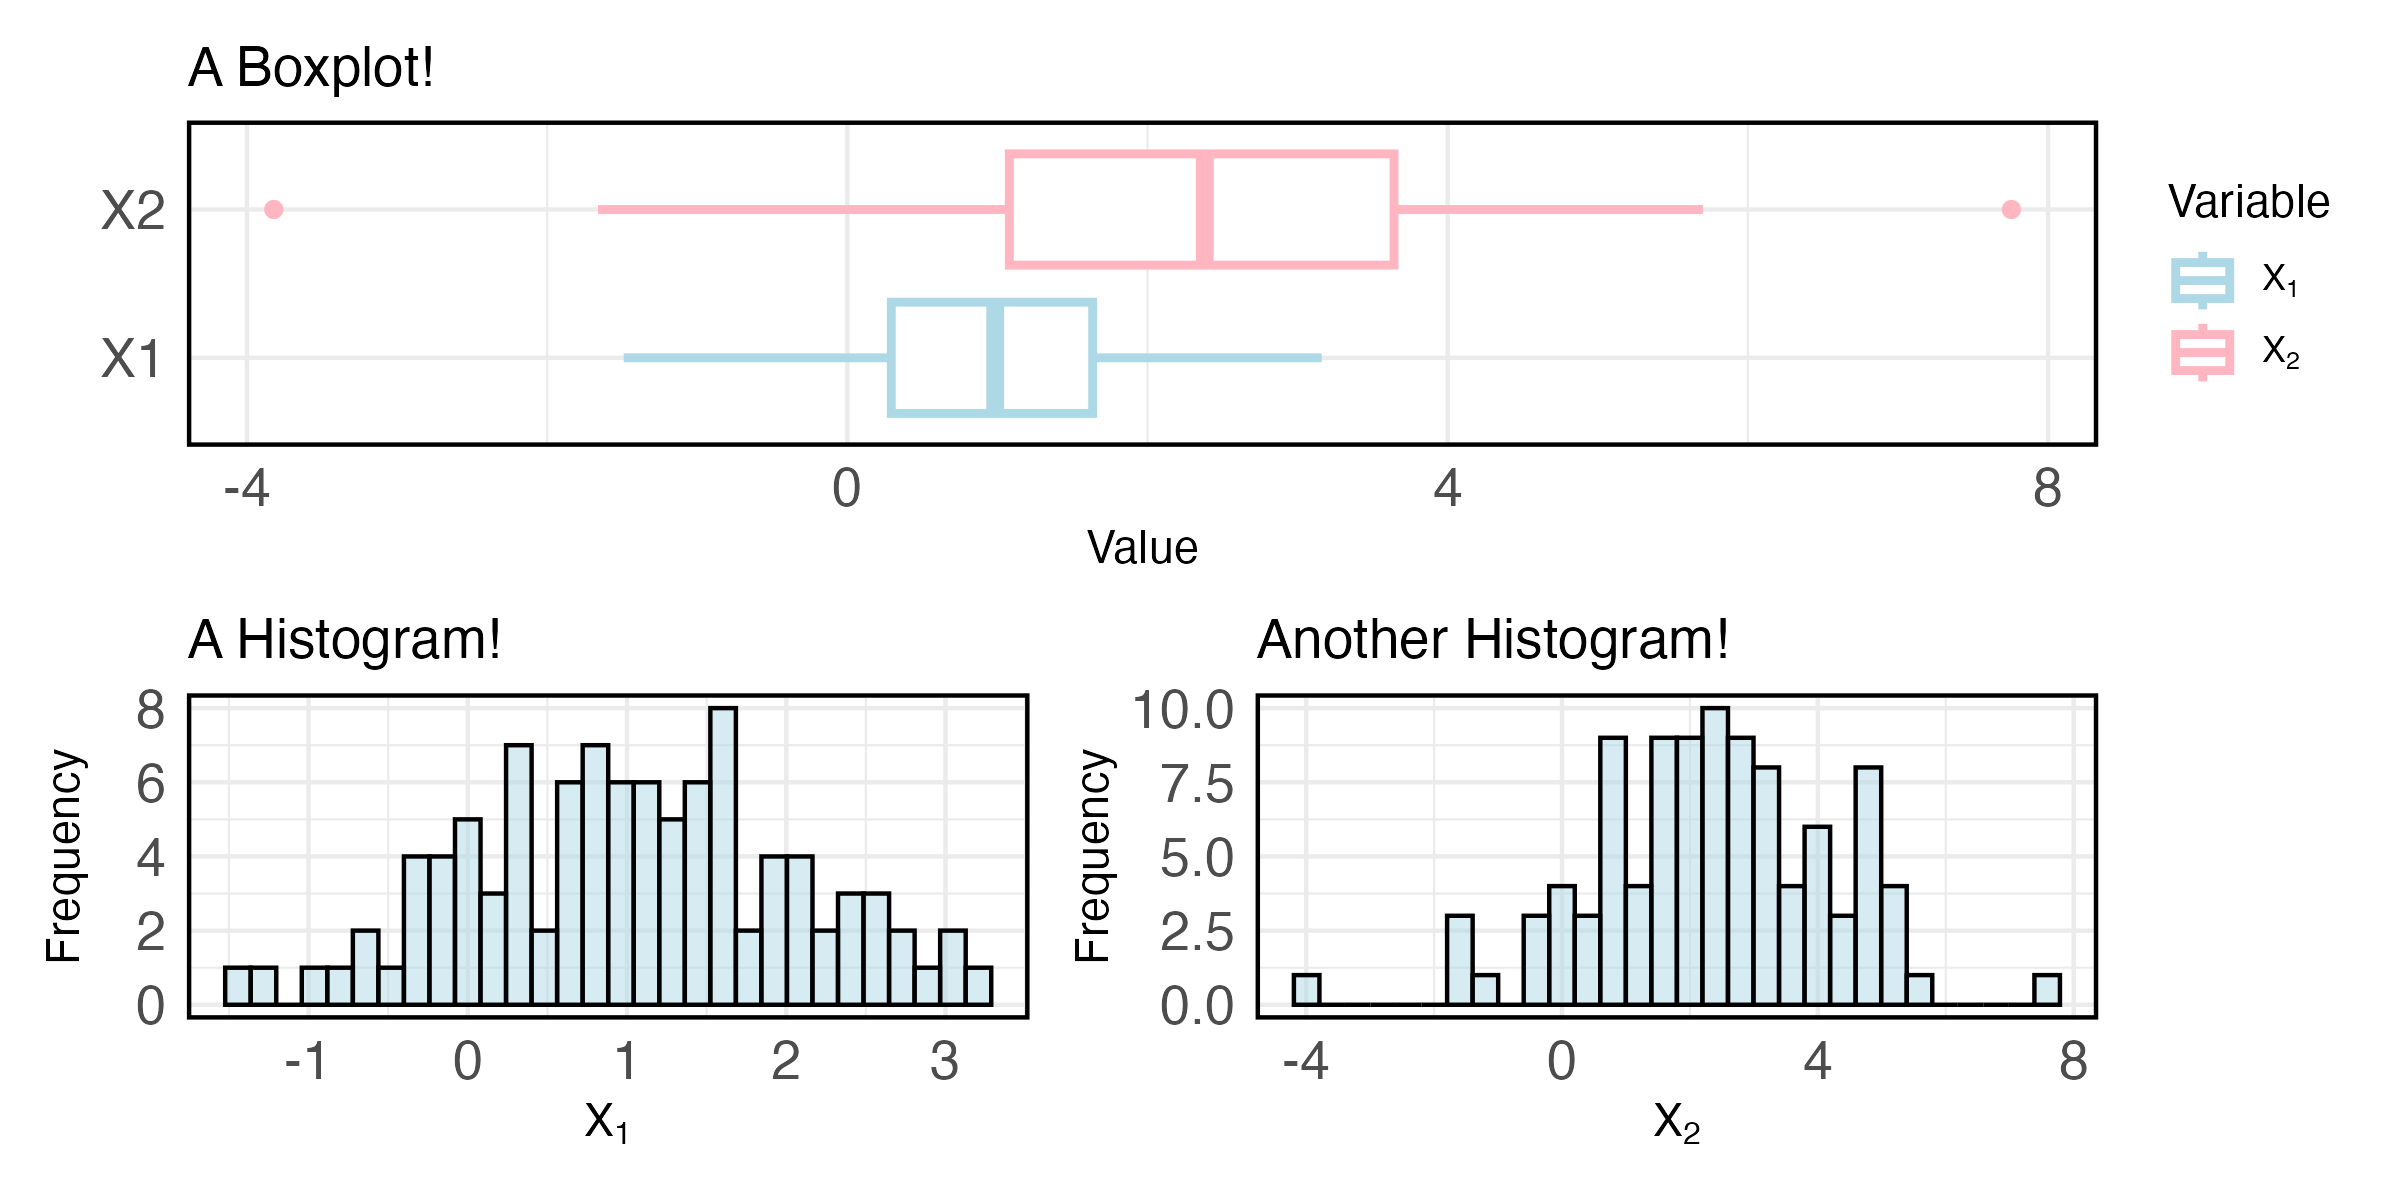 A Boxplot!
X2
X1
-4 0 4 8
Value
Variable
X₁
X₂
A Histogram!
Frequency
8
6
4
2
0
-1 0 1 2 3
X₁
Another Histogram!
Frequency
10.0
7.5
5.0
2.5
0.0
-4 0 4 8
X₂